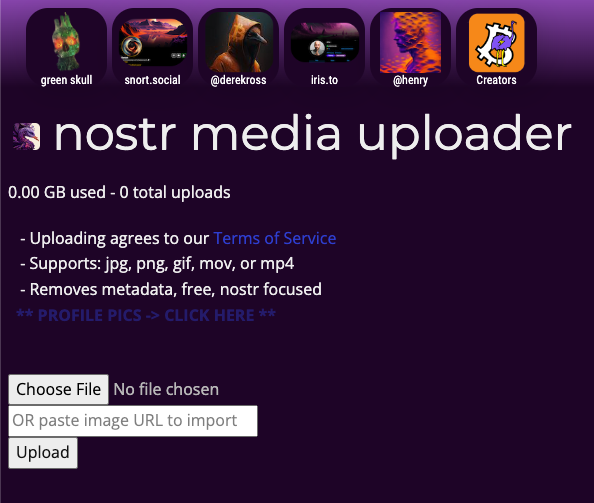 green skull snort.social @derekross iris.to @henry Creators
nostr media uploader
0.00 GB used - 0 total uploads
- Uploading agrees to our Terms of Service
- Supports: jpg, png, gif, mov, or mp4
- Removes metadata, free, nostr focused
** PROFILE PICS -> CLICK HERE **
Choose File No file chosen
OR paste image URL to import
Upload